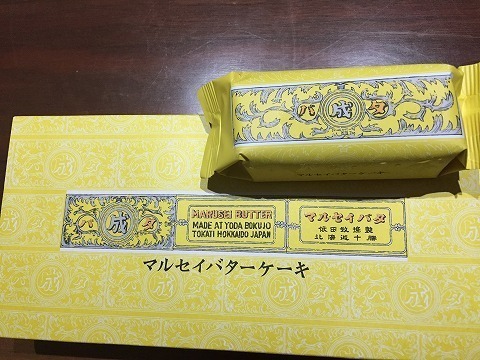 バ成タ
バ成タ
MARUSEI BUTTER
MADE AT YODA BOKUJO
TOKATI HOKKAIDO JAPAN
マルセイバタ
依田牧場製
北海道十勝
マルセイバターケーキ